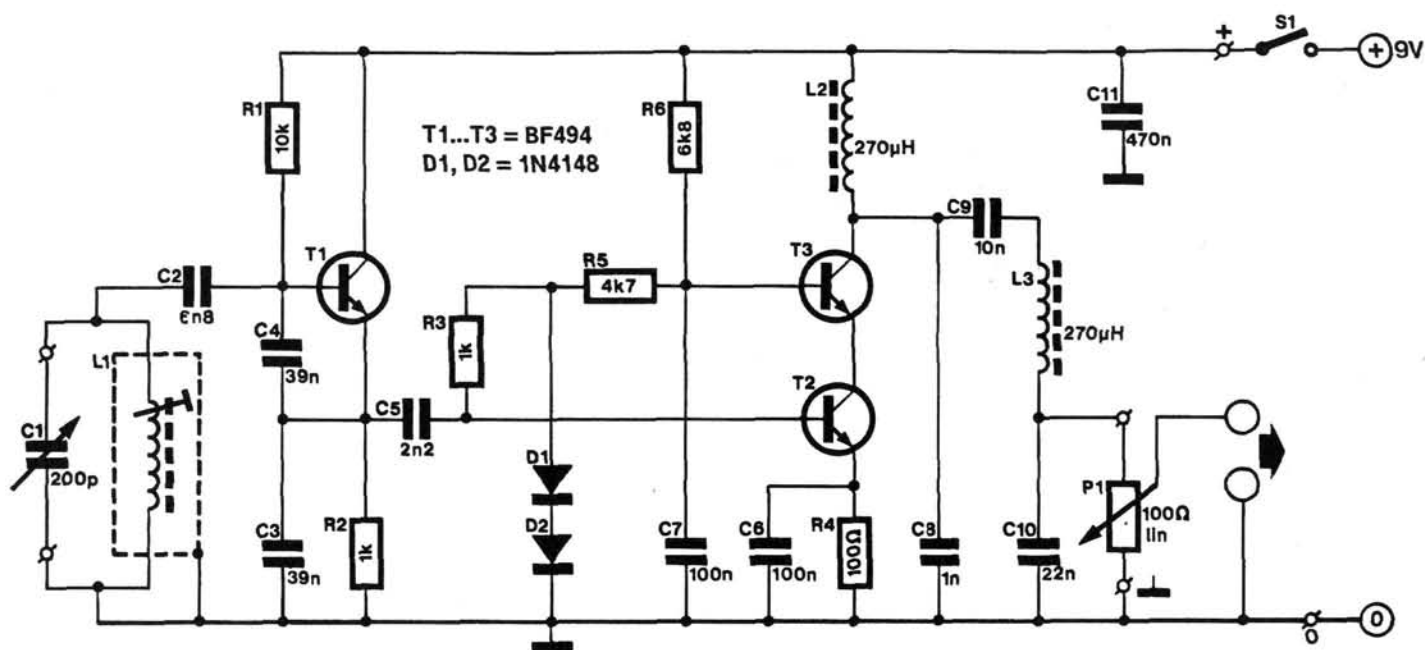 +
S1
+ 9V
L2
C11
R1
R6
10k
T1...T3 = BF494
D1, D2 = 1N4148
6k8
270µH
470n
C9
10n
T1
T3
C2
R5
4k7
6n8
L3
R3
1k
C4
39n
270µH
L1
T2
C5
2n2
C1
200p
D1
P1
100Ω
lin
D2
C3
39n
R2
1k
C7
100n
C6
100n
R4
100Ω
C8
1n
C10
22n
0
0